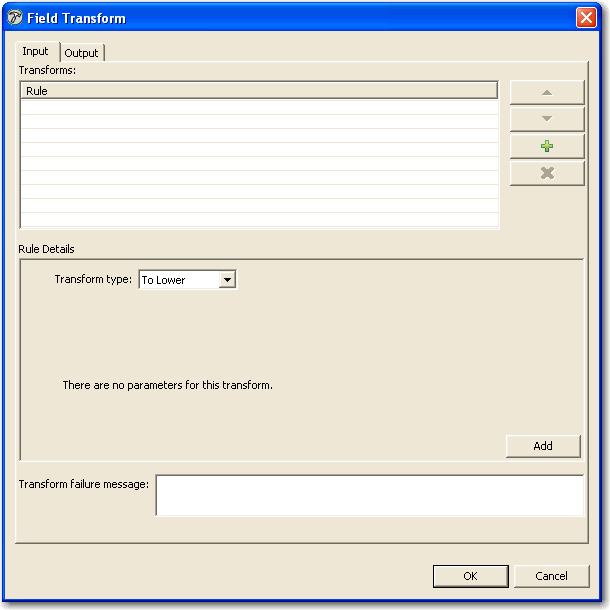 Field Transform
Input
Output
Transforms:
Rule
Rule Details
Transform type:
To Lower
There are no parameters for this transform.
Add
Transform failure message:
OK
Cancel